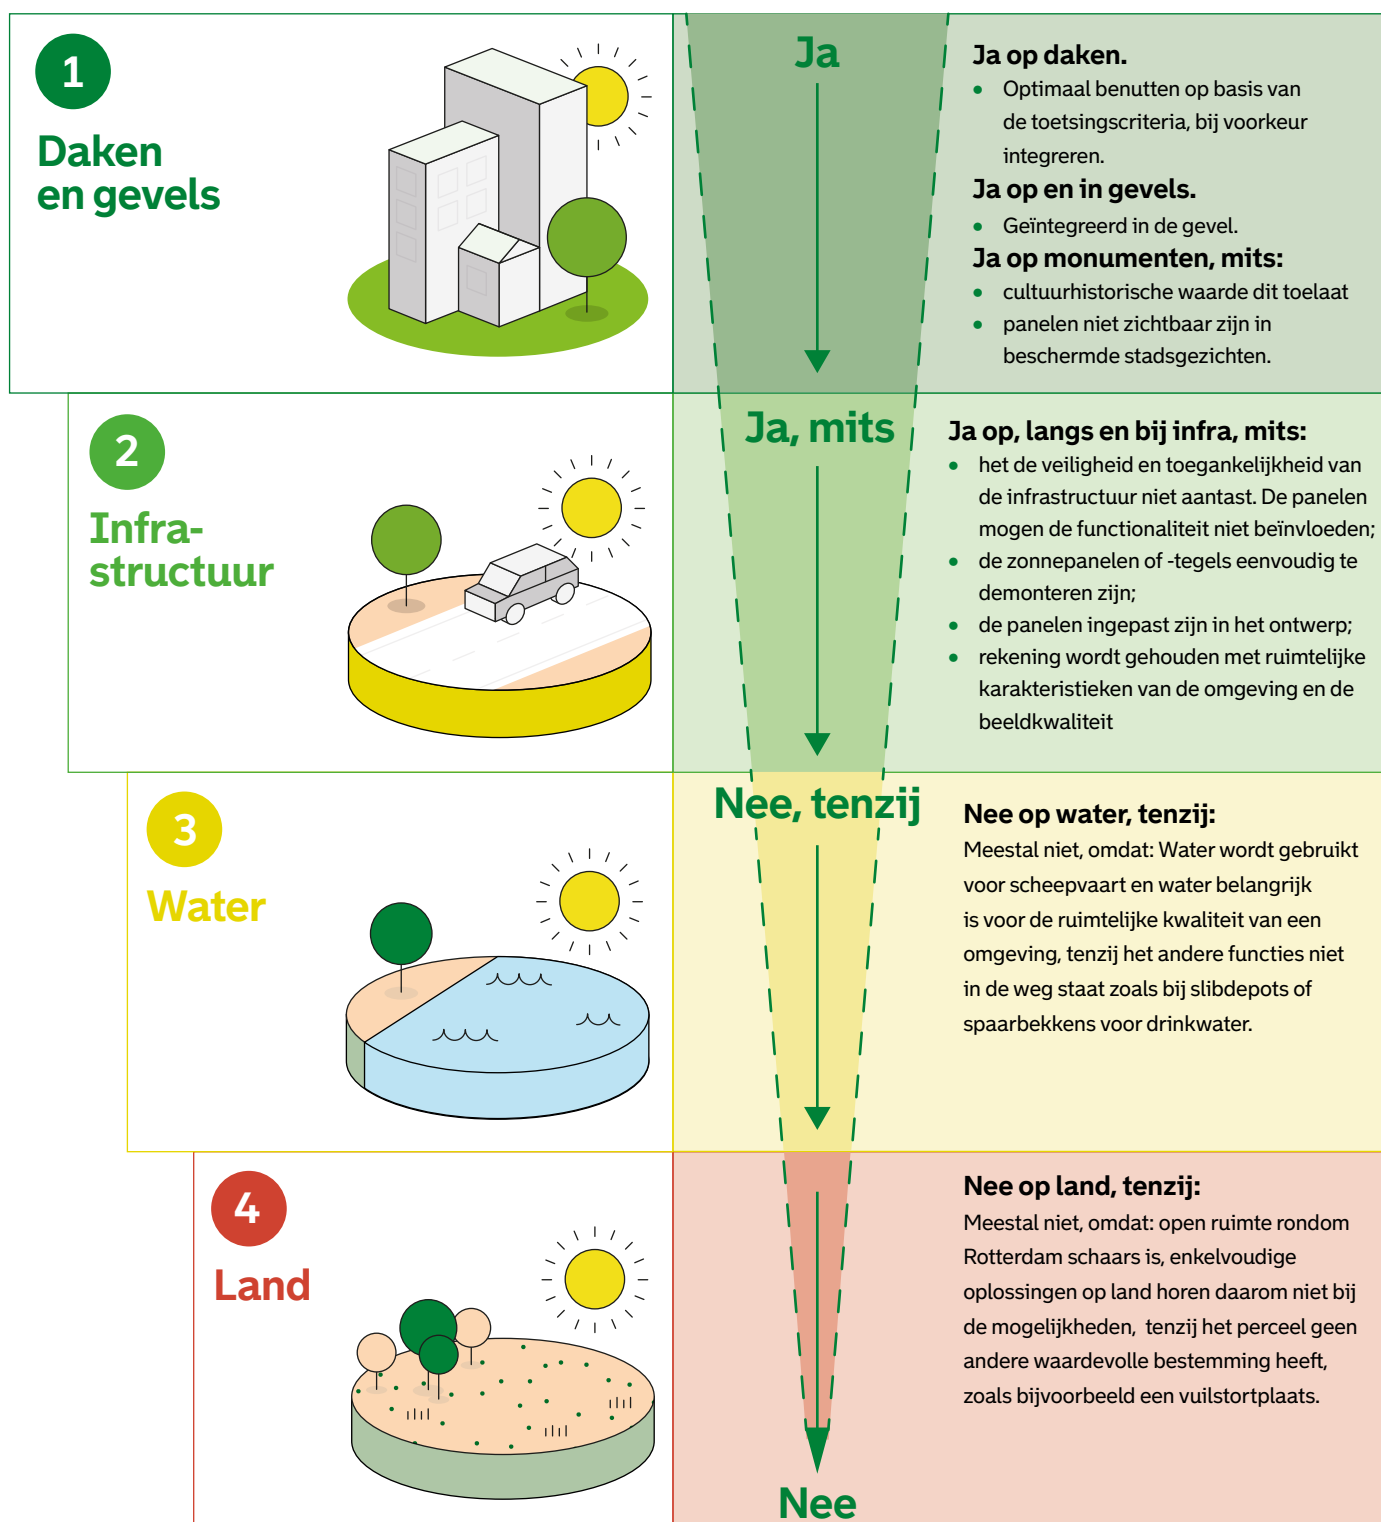 1
Daken
en gevels
Ja
Ja op daken.
• Optimaal benutten op basis van
de toetsingscriteria, bij voorkeur
integreren.
Ja op en in gevels.
• Geïntegreerd in de gevel.
Ja op monumenten, mits:
• cultuurhistorische waarde dit toelaat
• panelen niet zichtbaar zijn in
beschermde stadsgezichten.
2
Infra-
structuur
Ja, mits
Ja op, langs en bij infra, mits:
• het de veiligheid en toegankelijkheid van
de infrastructuur niet aantast. De panelen
mogen de functionaliteit niet beïnvloeden;
• de zonnepanelen of -tegels eenvoudig te
demonteren zijn;
• de panelen ingepast zijn in het ontwerp;
• rekening wordt gehouden met ruimtelijke
karakteristieken van de omgeving en de
beeldkwaliteit
3
Water
Nee, tenzij
Nee op water, tenzij:
Meestal niet, omdat: Water wordt gebruikt
voor scheepvaart en water belangrijk
is voor de ruimtelijke kwaliteit van een
omgeving, tenzij het andere functies niet
in de weg staat zoals bij slibdepots of
spaarbekkens voor drinkwater.
4
Land
Nee op land, tenzij:
Meestal niet, omdat: open ruimte rondom
Rotterdam schaars is, enkelvoudige
oplossingen op land horen daarom niet bij
de mogelijkheden, tenzij het perceel geen
andere waardevolle bestemming heeft,
zoals bijvoorbeeld een vuilstortplaats.
Nee